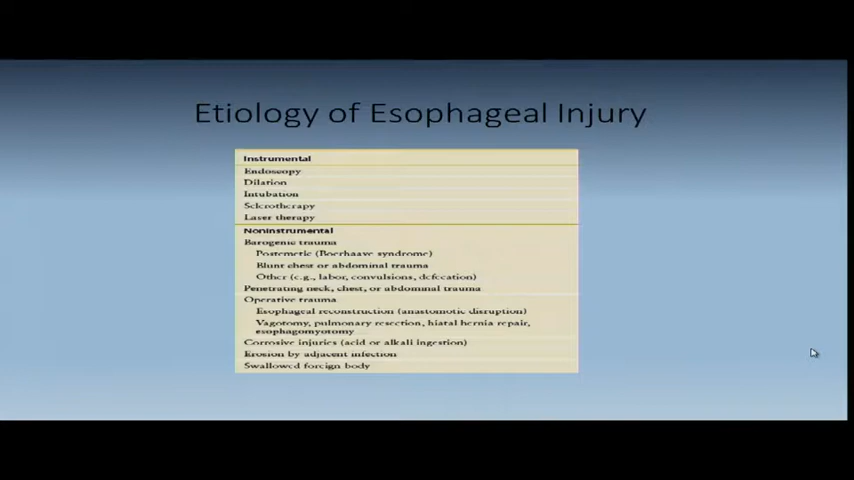 Etiology of Esophageal Injury
Instrumental
Endoscopy
Dilation
Intubation
Sclerotherapy
Laser therapy
Noninstrumental
Barogenic trauma
Postemetic (Boerhaave syndrome)
Blunt chest or abdominal trauma
Other (e.g., labor, convulsions, defecation)
Penetrating neck, chest, or abdominal trauma
Operative trauma
Esophageal reconstruction (anastomotic disruption)
Vagotomy, pulmonary resection, hiatal hernia repair,
esophagomyotomy
Corrosive injuries (acid or alkali ingestion)
Erosion by adjacent infection
Swallowed foreign body